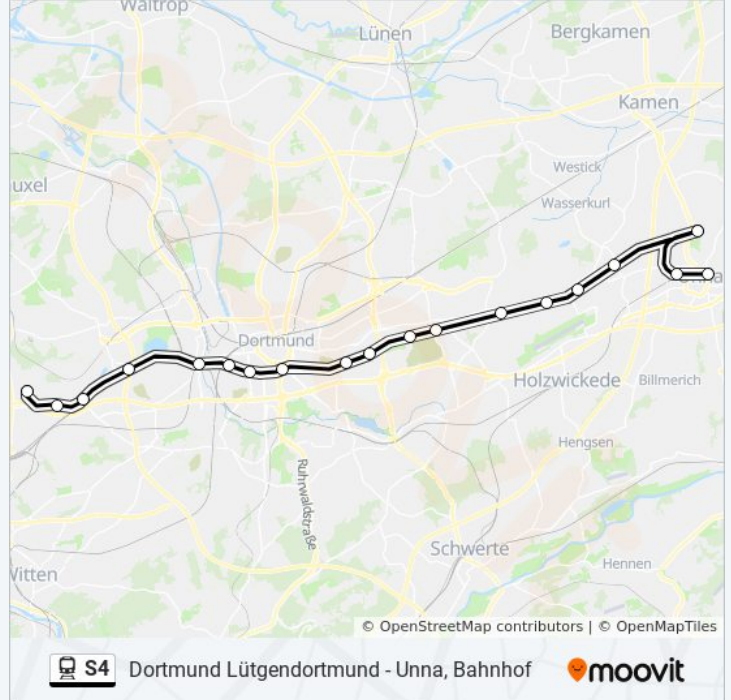 Waltrop
Lünen
Bergkamen
Kamen
Westick
uxel
Wasserkurl
Unna
Dortmund
Holzwickede
Billmerich
Hengsen
Ruhrwaldstraße
Schwerte
Hennen
Witten
© OpenStreetMap contributors | © OpenMapTiles
S4 Dortmund Lütgendortmund - Unna, Bahnhof moovit